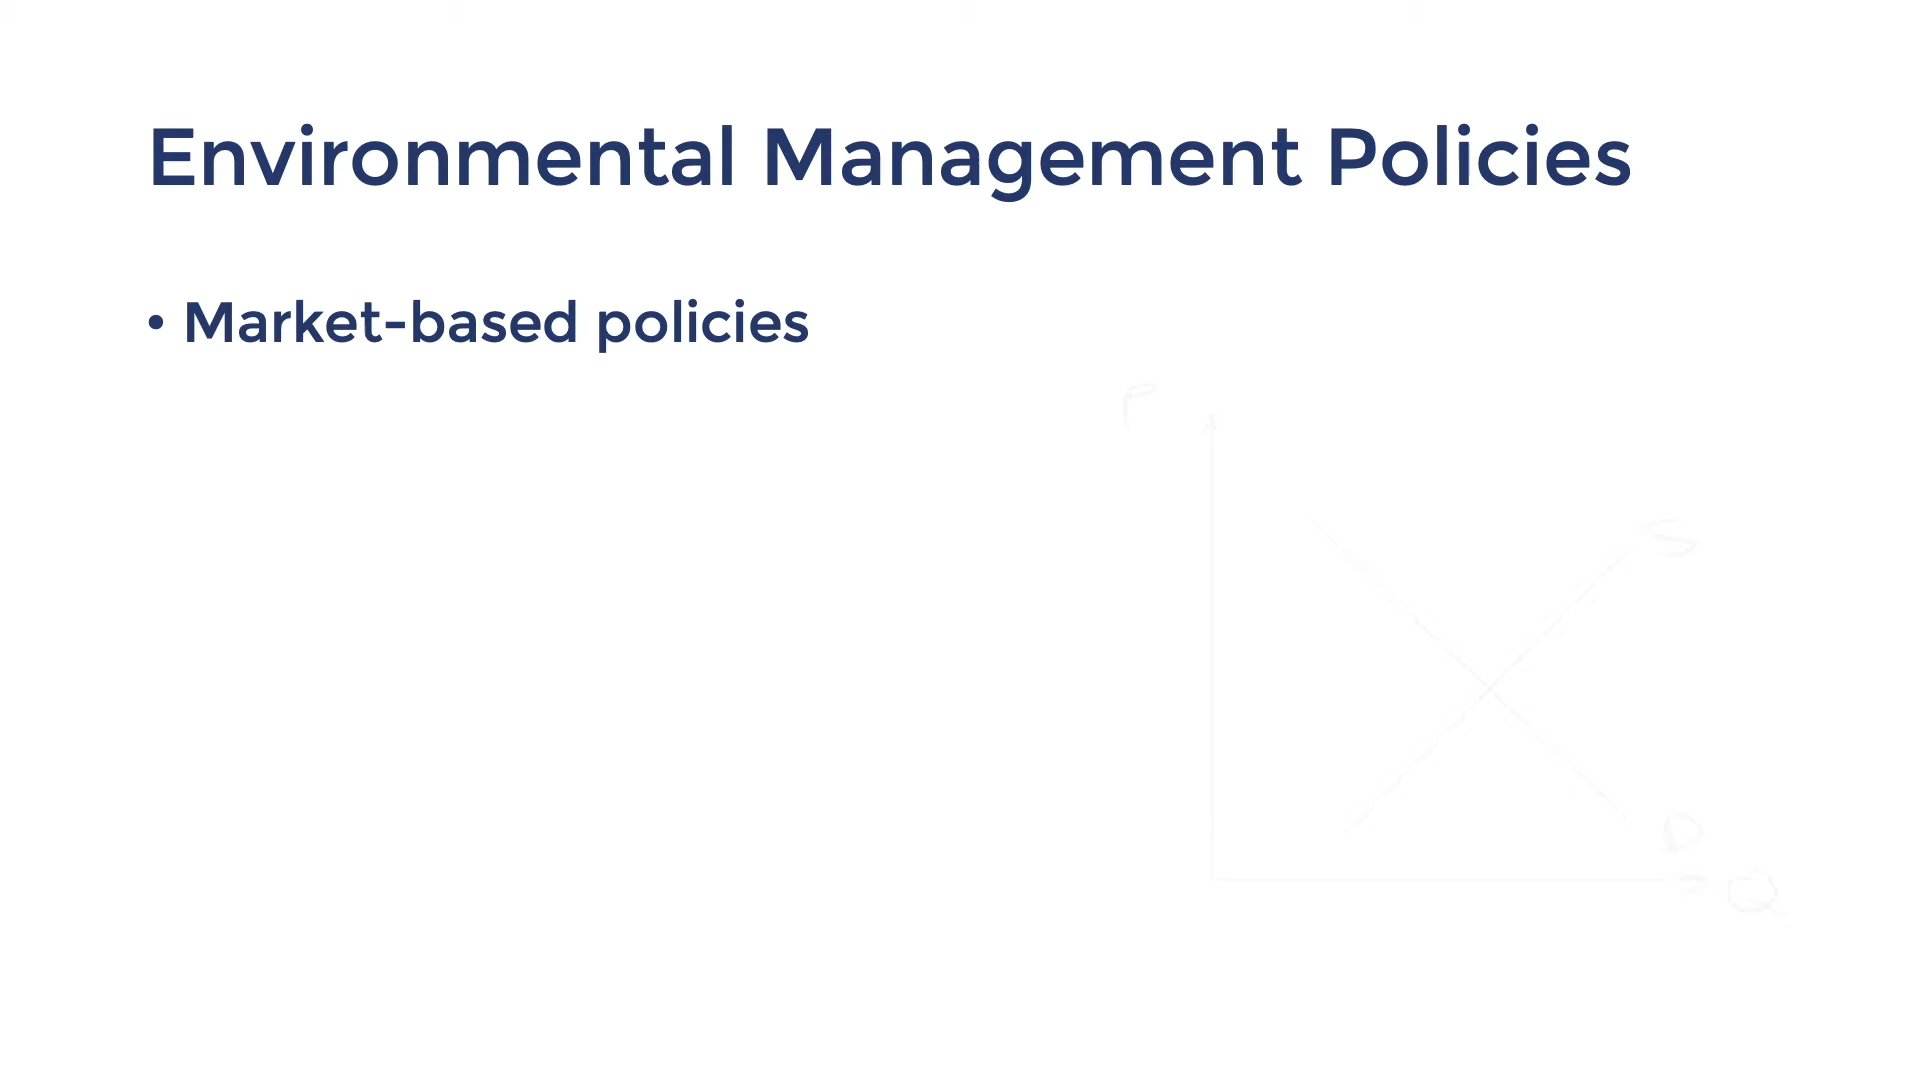 Environmental Management Policies
• Market-based policies
P
S
D
Q